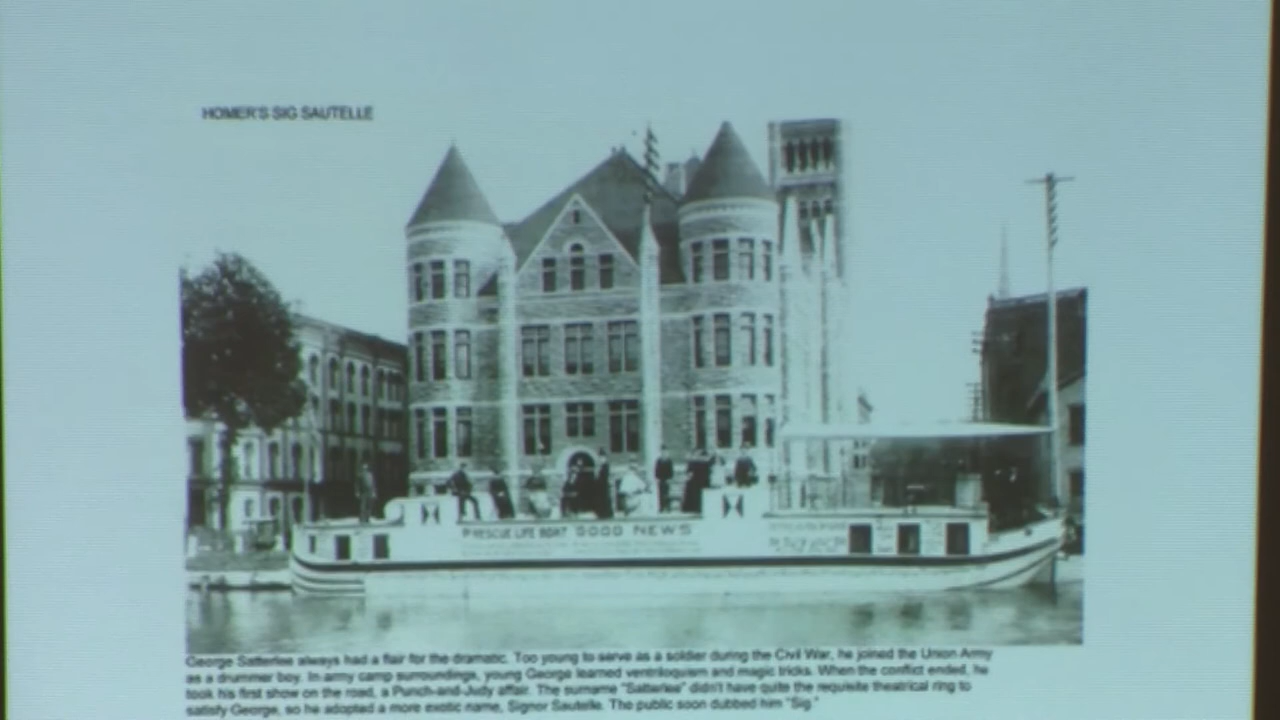 HOMER'S SIG SAUTELLE
RESCUE LIFE BOAT "GOOD NEWS"
George Satterlee always had a flair for the dramatic. Too young to serve as a soldier during the Civil War, he joined the Union Army
as a drummer boy. In army camp surroundings, young George learned ventriloquism and magic tricks. When the conflict ended, he
took his first show on the road, a Punch-and-Judy affair. The surname "Satterlee" didn't have quite the requisite theatrical ring to
satisfy George, so he adopted a more exotic name, Signor Sautelle. The public soon dubbed him "Sig."